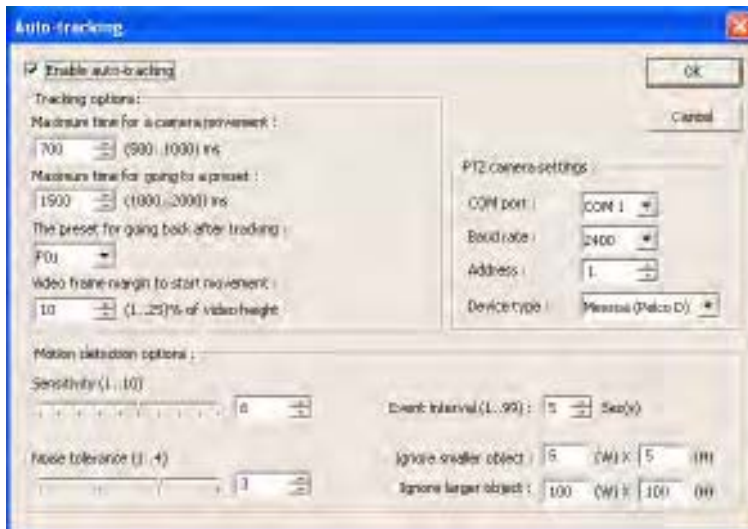 Auto-tracking
Enable auto-tracking
OK
Cancel
Tracking options:
Maximum time for a camera movement :
700 (500..1000) ms
Maximum time for going to a preset :
1500 (1000..2000) ms
The preset for going back after tracking :
P01
Video frame margin to start movement :
10 (1..25)% of video height
PTZ camera settings
COM port : COM 1
Baud rate : 2400
Address : 1
Device type : (Pelco D)
Motion detection options :
Sensitivity (1..10)
6
Event interval (1..99) : 5 Sec(s)
Noise tolerance (1..4)
3
Ignore smaller object : 5 (W) X 5 (H)
Ignore larger object : 100 (W) X 100 (H)